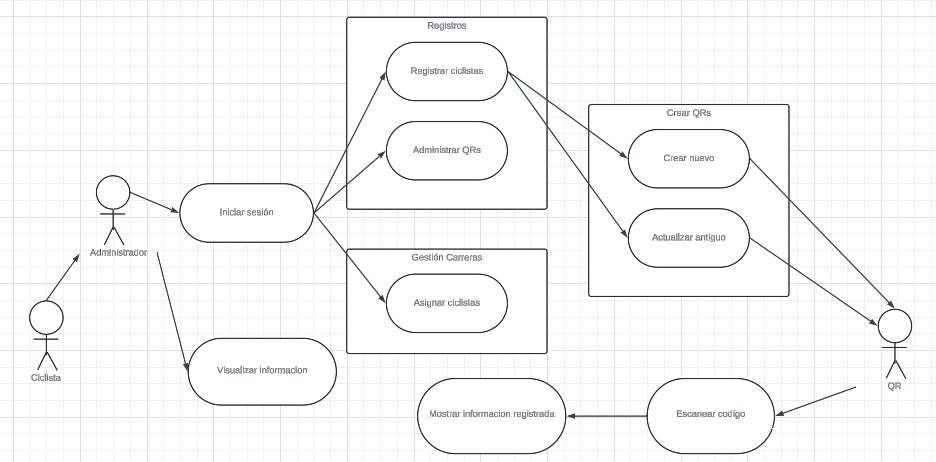 Registros
Registrar ciclistas
Administrar QRs
Crear QRs
Crear nuevo
Actualizar antiguo
Iniciar sesión
Administrador
Gestión Carreras
Asignar ciclistas
Ciclista
Visualizar informacion
QR
Mostrar informacion registrada
Escanear codigo